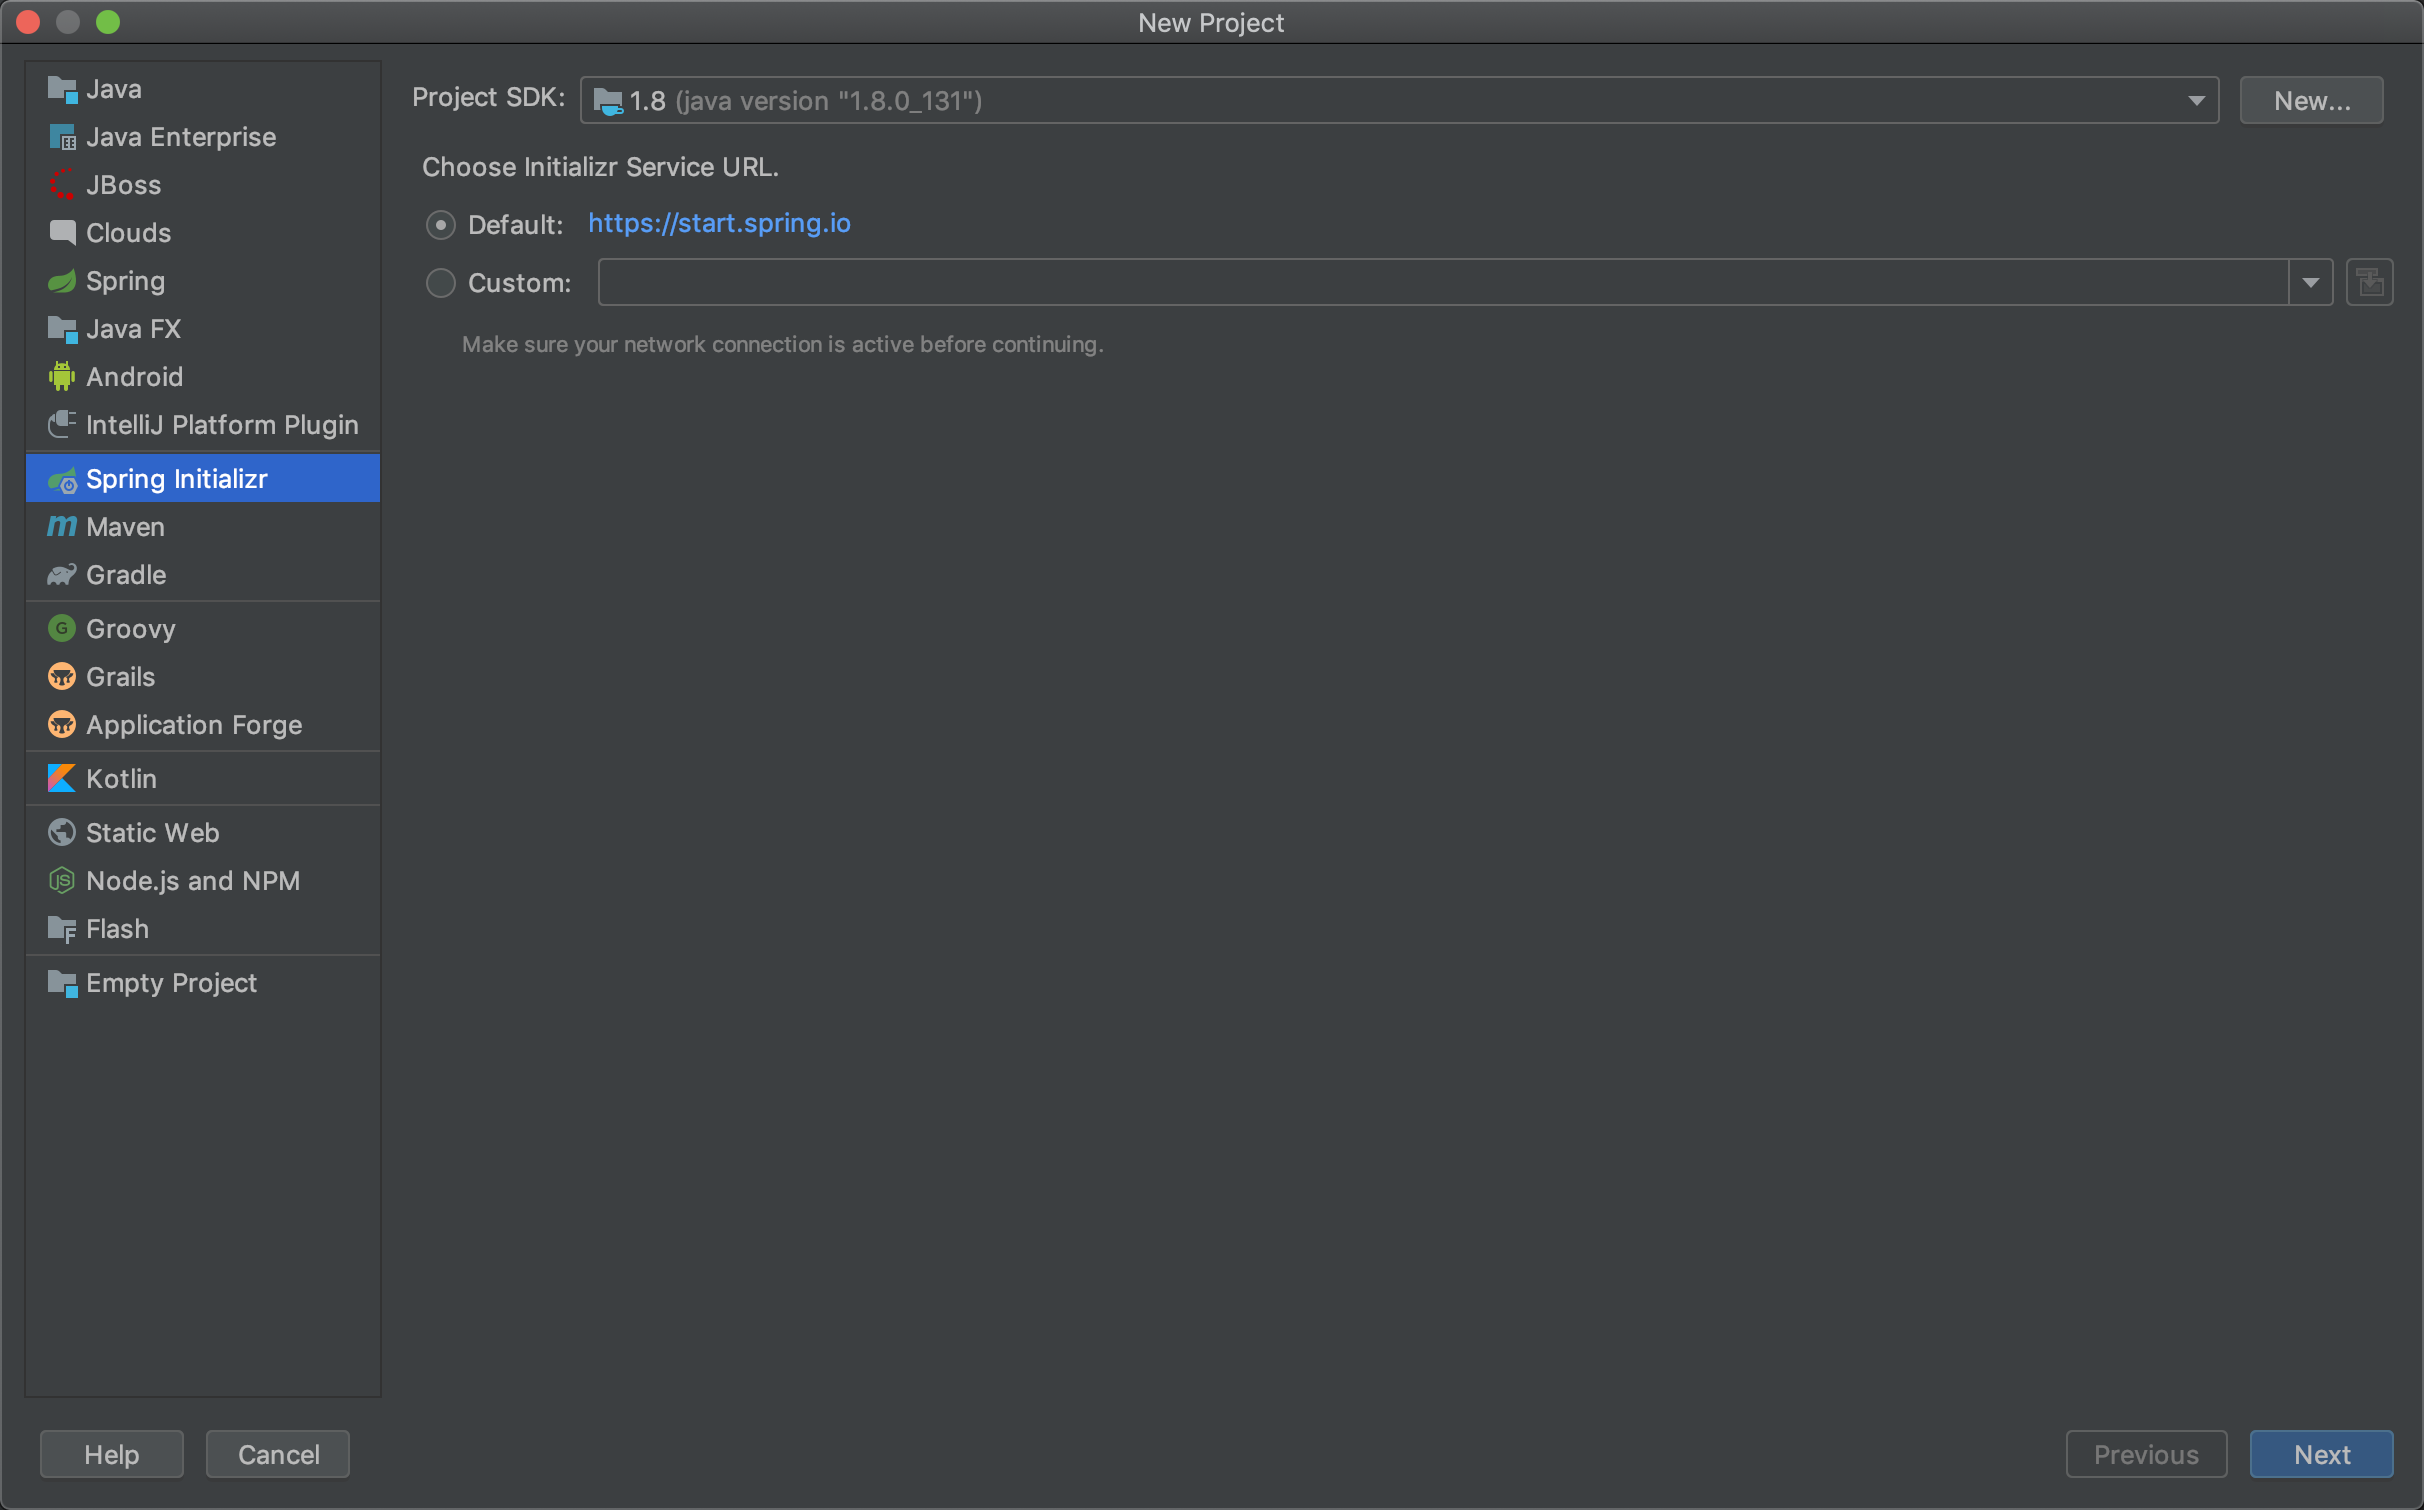 New Project
Java
Java Enterprise
JBoss
Clouds
Spring
Java FX
Android
IntelliJ Platform Plugin
Spring Initializr
Maven
Gradle
Groovy
Grails
Application Forge
Kotlin
Static Web
Node.js and NPM
Flash
Empty Project
Project SDK: 1.8 (java version "1.8.0_131") New...
Choose Initializr Service URL.
Default: https://start.spring.io
Custom:
Make sure your network connection is active before continuing.
Help Cancel Previous Next